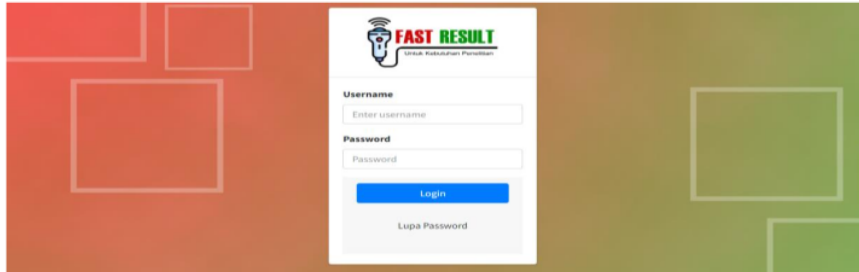 FAST RESULT
Untuk Kebutuhan Penelitian
Username
Enter username
Password
Password
Login
Lupa Password